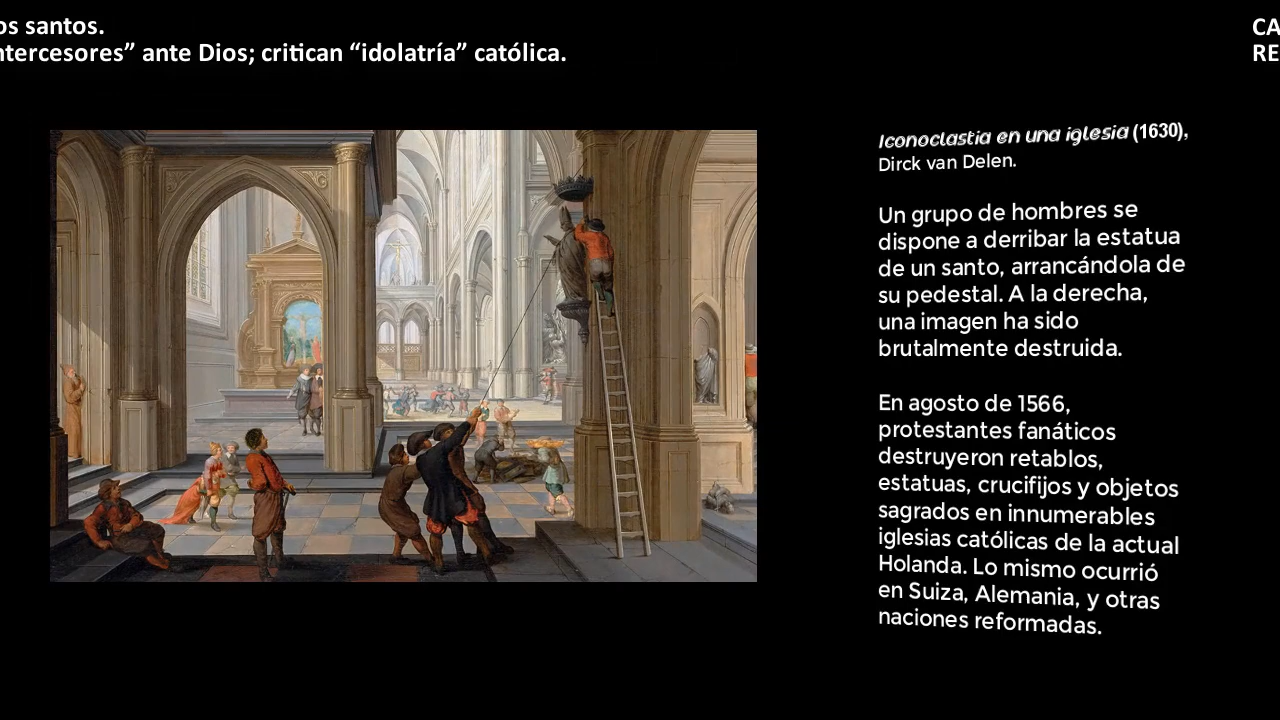 os santos.
ntercesores” ante Dios; critican “idolatría” católica.
CA
RE
Iconoclastia en una iglesia (1630),
Dirck van Delen.
Un grupo de hombres se
dispone a derribar la estatua
de un santo, arrancándola de
su pedestal. A la derecha,
una imagen ha sido
brutalmente destruida.
En agosto de 1566,
protestantes fanáticos
destruyeron retablos,
estatuas, crucifijos y objetos
sagrados en innumerables
iglesias católicas de la actual
Holanda. Lo mismo ocurrió
en Suiza, Alemania, y otras
naciones reformadas.